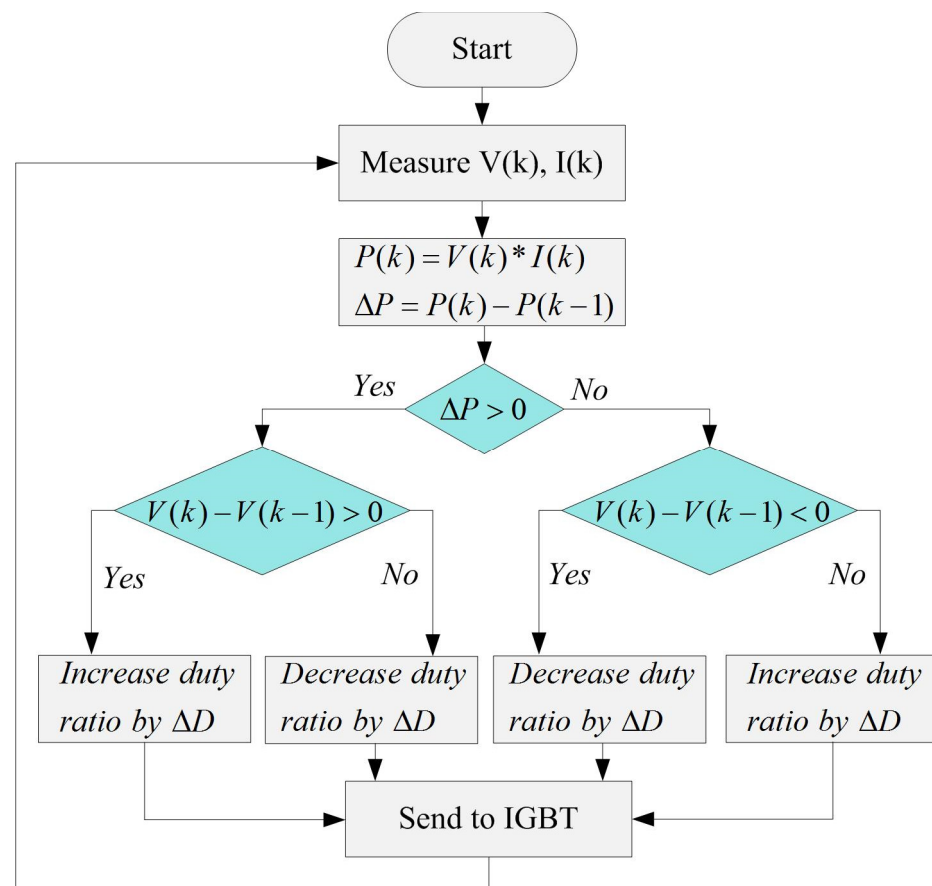 Start
Measure V(k), I(k)
P(k) = V(k) * I(k)
ΔP = P(k) − P(k − 1)
Yes
No
ΔP > 0
V(k) − V(k − 1) > 0
V(k) − V(k − 1) < 0
Yes
No
Yes
No
Increase duty
ratio by ΔD
Decrease duty
ratio by ΔD
Decrease duty
ratio by ΔD
Increase duty
ratio by ΔD
Send to IGBT